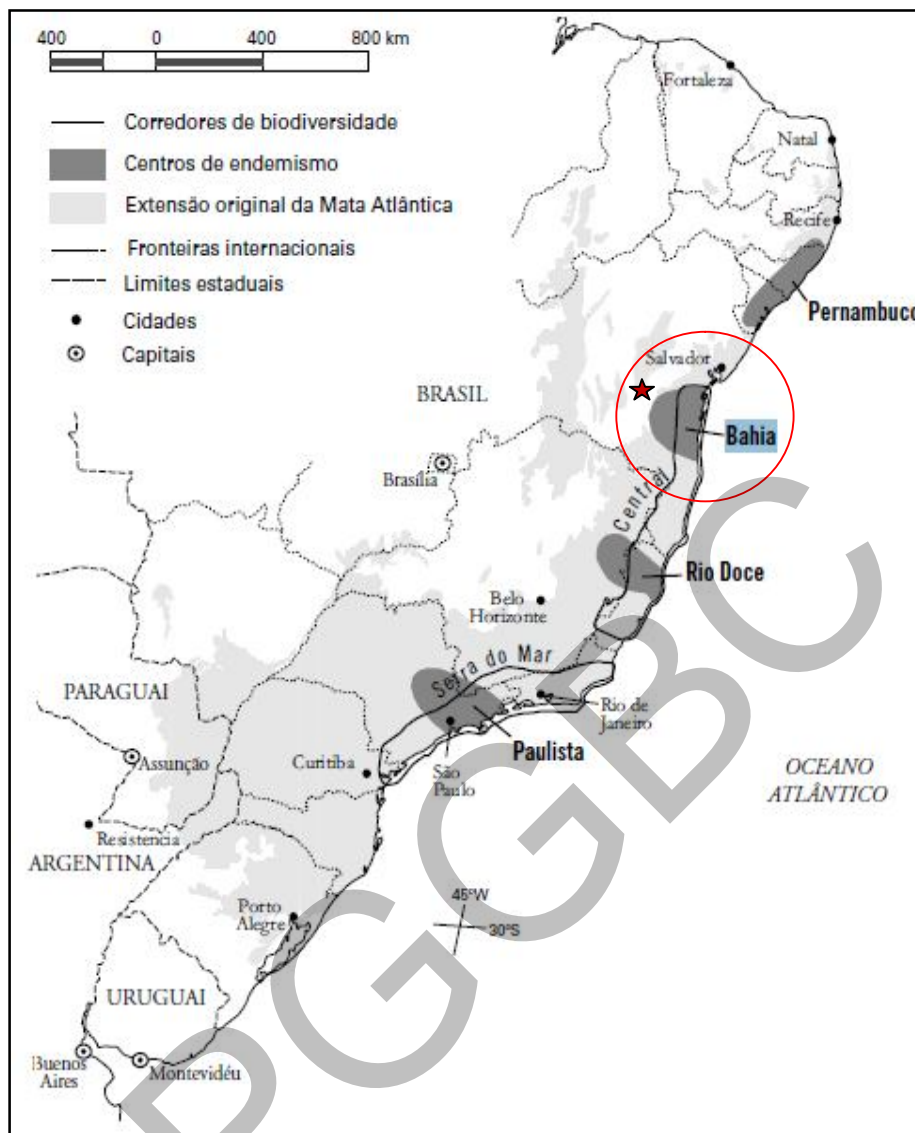 400 0 400 800 km
Corredores de biodiversidade
Centros de endemismo
Extensão original da Mata Atlântica
Fronteiras internacionais
Limites estaduais
Cidades
Capitais
Fortaleza
Natal
Recife
Pernambuco
Salvador
BRASIL
Bahia
Brasília
Central
Rio Doce
Belo
Horizonte
Serra do Mar
PARAGUAI
Rio de
Janeiro
Paulista
Assunção
Curitiba
São
Paulo
OCEANO
ATLÂNTICO
Resistencia
ARGENTINA
45ºW
Porto
Alegre
30ºS
URUGUAI
Buenos
Aires
Montevidéu
PGGBC